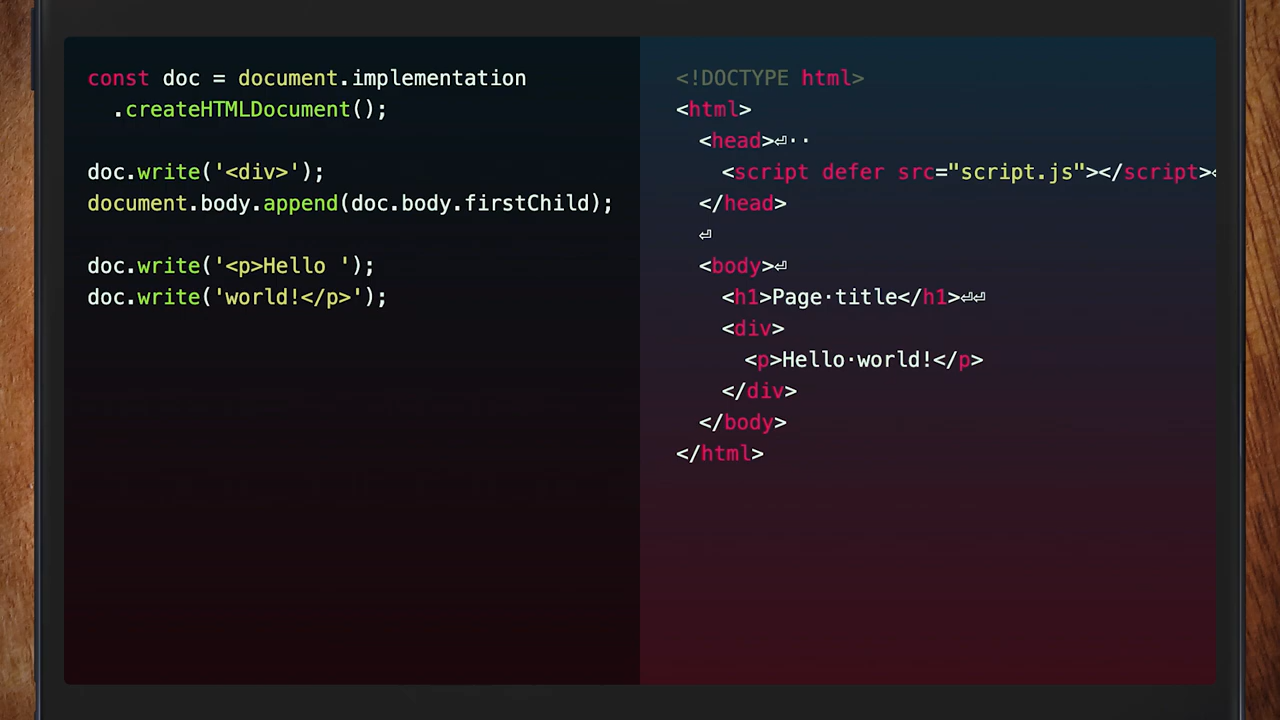 const doc = document.implementation
.createHTMLDocument();
doc.write('<div>');
document.body.append(doc.body.firstChild);
doc.write('<p>Hello ');
doc.write('world!</p>');
<!DOCTYPE html>
<html>
<head>⏎··
<script defer src="script.js"></script><
</head>
⏎
<body>⏎
<h1>Page·title</h1>⏎⏎
<div>
<p>Hello·world!</p>
</div>
</body>
</html>